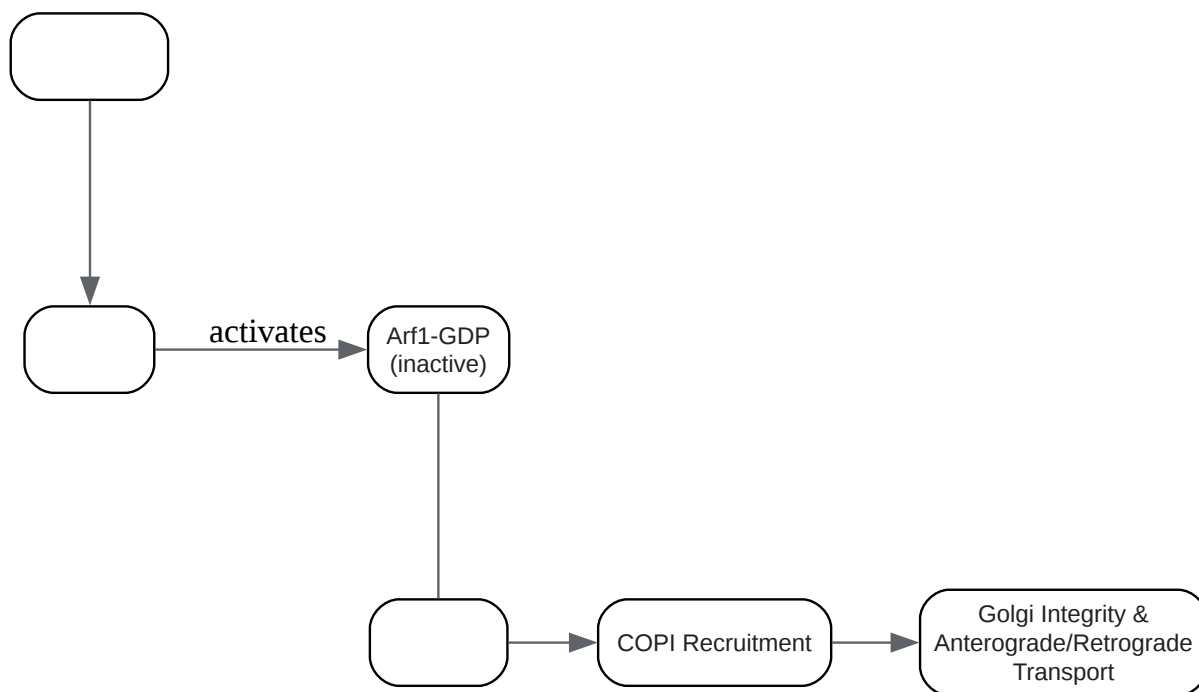 activates
Arf1-GDP
(inactive)
COPI Recruitment
Golgi Integrity &
Anterograde/Retrograde
Transport